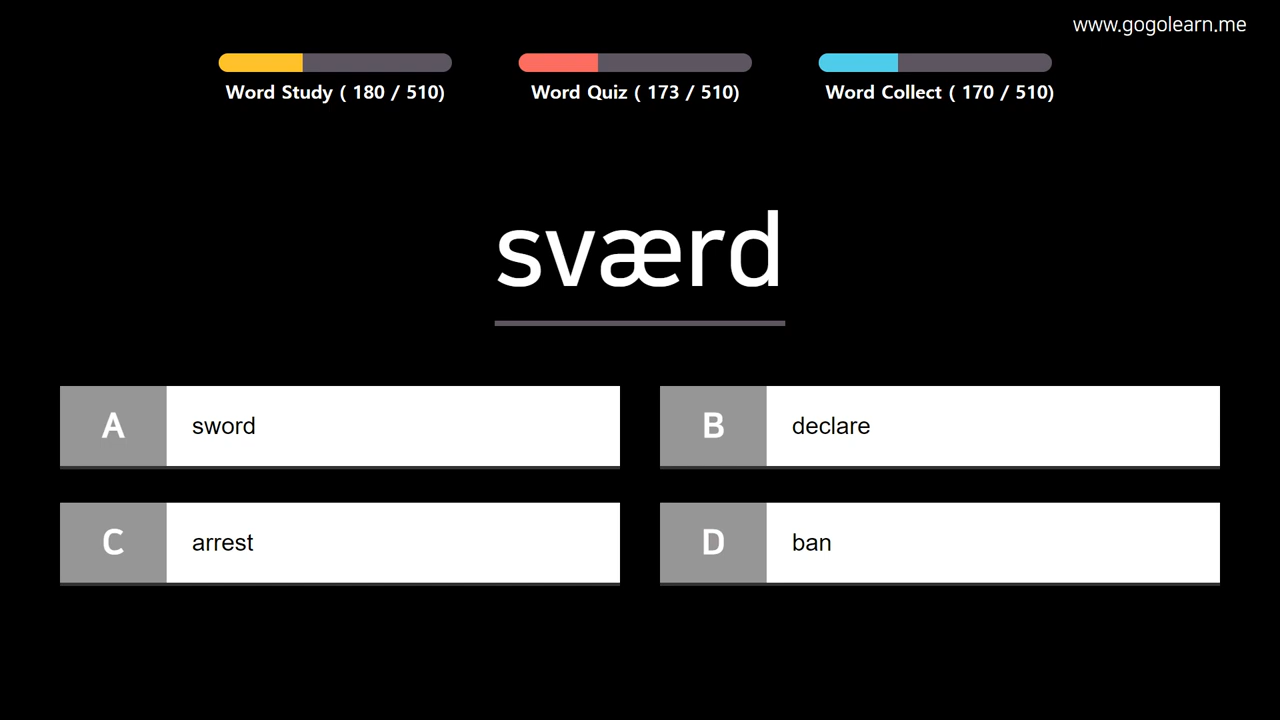 www.gogolearn.me
Word Study ( 180 / 510)
Word Quiz ( 173 / 510)
Word Collect ( 170 / 510)
sværd
A sword
B declare
C arrest
D ban